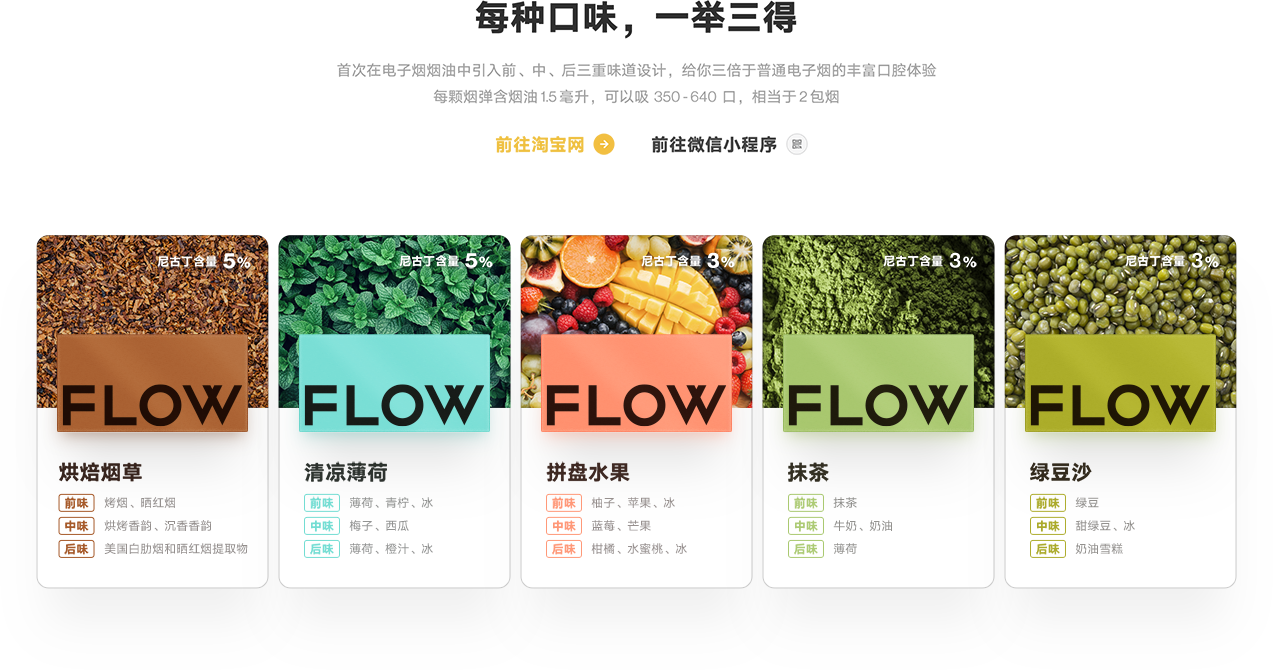 每种口味，一举三得
首次在电子烟烟油中引入前、中、后三重味道设计，给你三倍于普通电子烟的丰富口腔体验
每颗烟弹含烟油 1.5 毫升，可以吸 350-640 口，相当于 2 包烟
前往淘宝网
前往微信小程序
尼古丁含量 5%
FLOW
烘焙烟草
前味 烤烟、晒红烟
中味 烘烤香韵、沉香香韵
后味 美国白肋烟和晒红烟提取物
尼古丁含量 5%
FLOW
清凉薄荷
前味 薄荷、青柠、冰
中味 梅子、西瓜
后味 薄荷、橙汁、冰
尼古丁含量 3%
FLOW
拼盘水果
前味 柚子、苹果、冰
中味 蓝莓、芒果
后味 柑橘、水蜜桃、冰
尼古丁含量 3%
FLOW
抹茶
前味 抹茶
中味 牛奶、奶油
后味 薄荷
尼古丁含量 3%
FLOW
绿豆沙
前味 绿豆
中味 甜绿豆、冰
后味 奶油雪糕